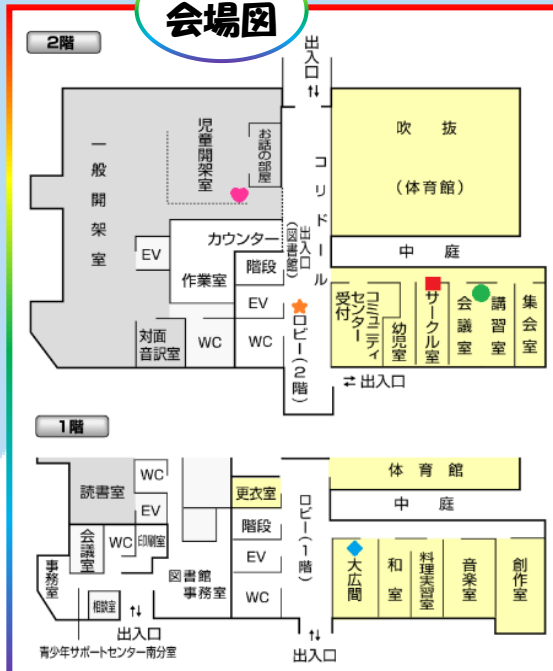 会場図
2階
出入口
⇅
一般開架室
児童開架室
お話の部屋
コリドール
吹抜
(体育館)
カウンター
出入口
(図書館)
中庭
EV
作業室
階段
EV
対面
音訳室
WC
WC
ロビー(2階)
コミュニティ
センター
受付
幼児室
サークル室
会議室
講習室
集会室
⇄出入口
1階
読書室
WC
EV
更衣室
ロビー(1階)
体育館
中庭
会議室
WC
印刷室
階段
事務室
図書館
事務室
EV
WC
大広間
和室
料理実習室
音楽室
創作室
相談室
⇅
出入口
青少年サポートセンター南分室
⇅
出入口